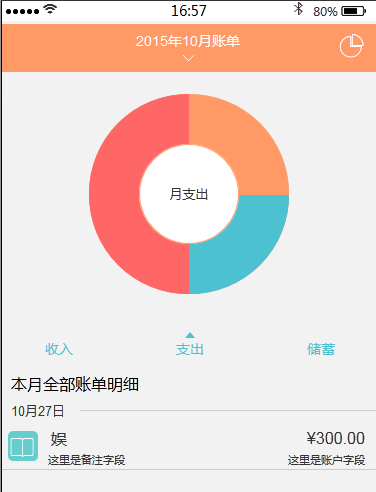 16:57 80%
2015年10月账单
月支出
收入 支出 储蓄
本月全部账单明细
10月27日
娱 ¥300.00
这里是备注字段 这里是账户字段